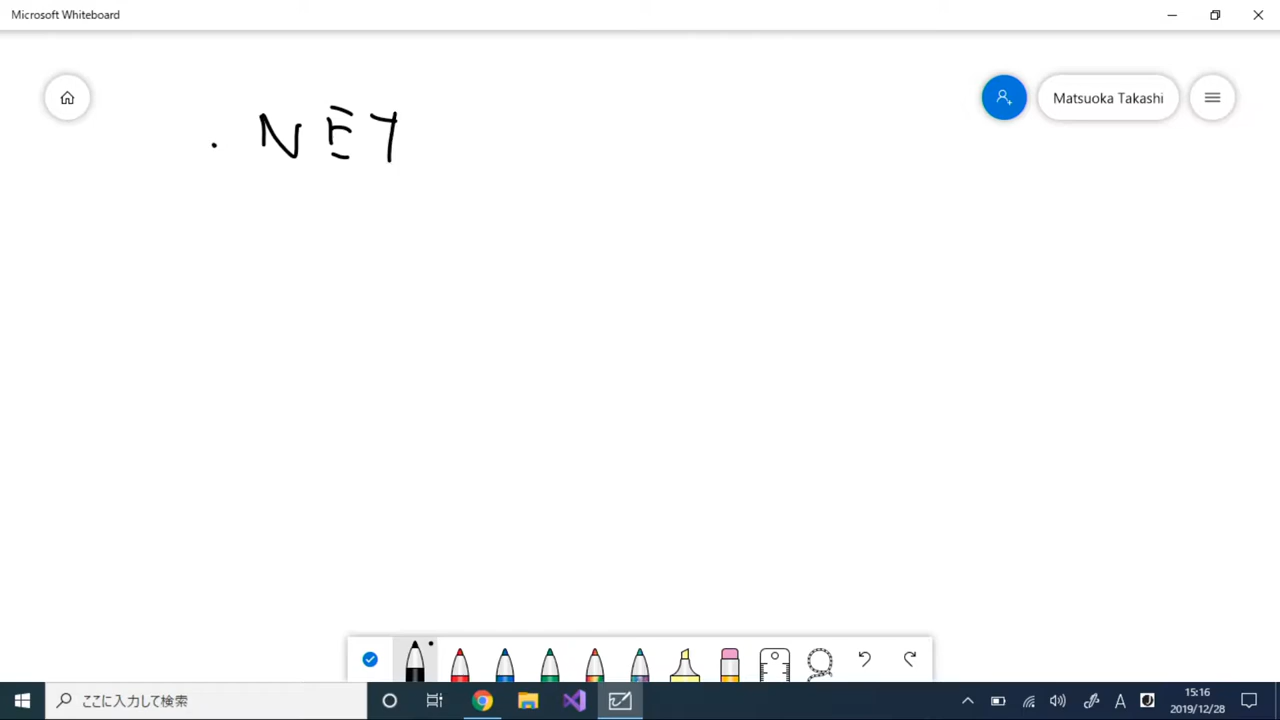 Microsoft Whiteboard
Matsuoka Takashi
. NET
ここに入力して検索
A
15:16
2019/12/28